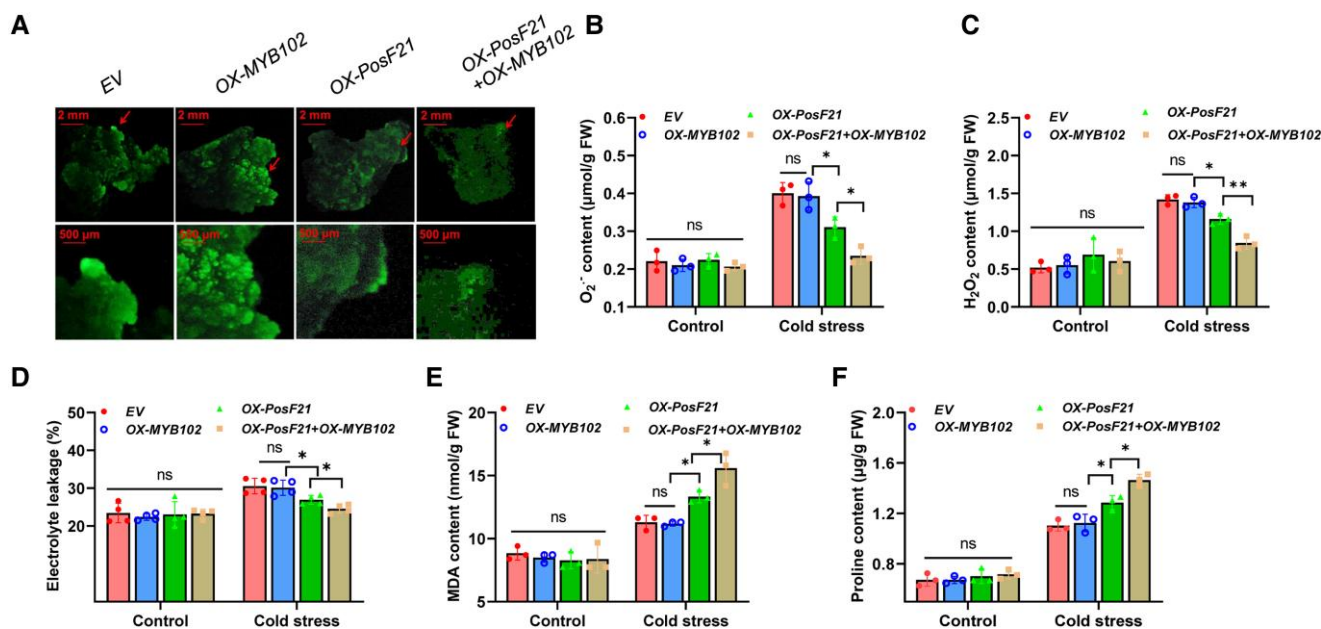 A
EV
OX-MYB102
OX-PosF21
OX-PosF21
+OX-MYB102
2 mm
2 mm
2 mm
2 mm
500 μm
500 μm
500 μm
500 μm
B
EV
OX-PosF21
OX-MYB102
OX-PosF21+OX-MYB102
O₂·⁻ content (μmol/g FW)
0.6
0.5
0.4
0.3
0.2
0.1
ns
ns
*
*
Control
Cold stress
C
EV
OX-PosF21
OX-MYB102
OX-PosF21+OX-MYB102
H₂O₂ content (μmol/g FW)
2.5
2.0
1.5
1.0
0.5
0.0
ns
ns
*
**
Control
Cold stress
D
EV
OX-PosF21
OX-MYB102
OX-PosF21+OX-MYB102
Electrolyte leakage (%)
50
40
30
20
ns
ns
*
*
Control
Cold stress
E
EV
OX-PosF21
OX-MYB102
OX-PosF21+OX-MYB102
MDA content (nmol/g FW)
20
15
10
5
ns
ns
*
*
Control
Cold stress
F
EV
OX-PosF21
OX-MYB102
OX-PosF21+OX-MYB102
Proline content (μg/g FW)
2.0
1.6
1.2
0.8
ns
ns
*
*
Control
Cold stress